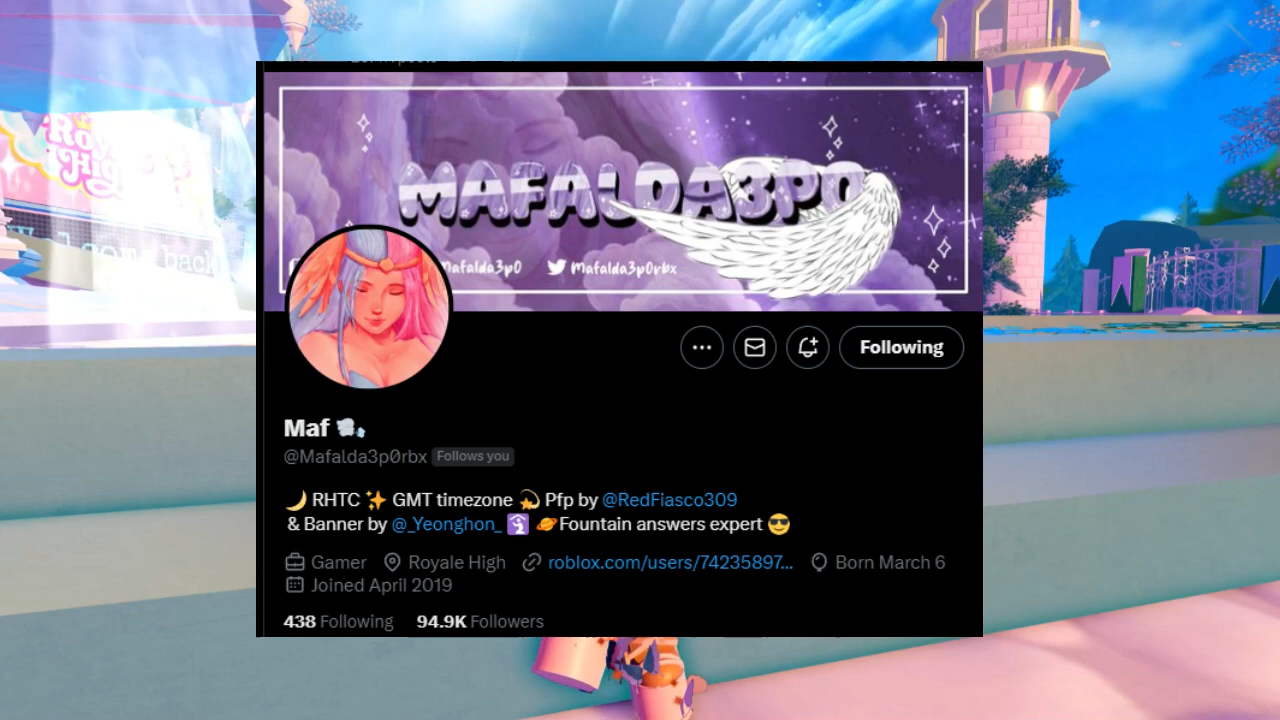 Royale
High
MAFALDA3P0
Mafalda3p0
Mafalda3p0rbx
Following
Maf
@Mafalda3p0rbx Follows you
🌙 RHTC ✨ GMT timezone 💫 Pfp by @RedFiasco309
& Banner by @_Yeonghon_ 🛐 🪐Fountain answers expert 😎
Gamer Royale High roblox.com/users/74235897... Born March 6
Joined April 2019
438 Following 94.9K Followers